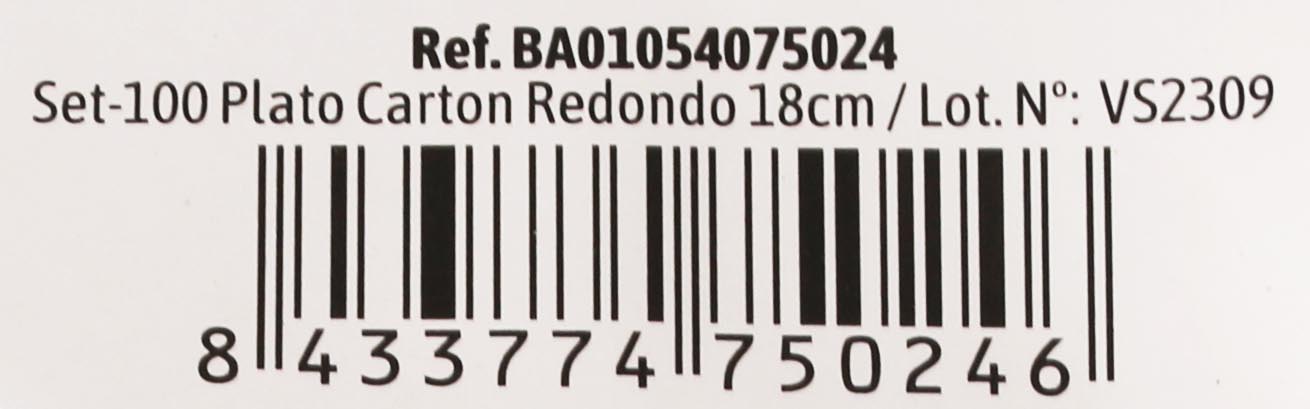 Ref. BA01054075024
Set-100 Plato Carton Redondo 18cm / Lot. Nº: VS2309
8 433774 750246